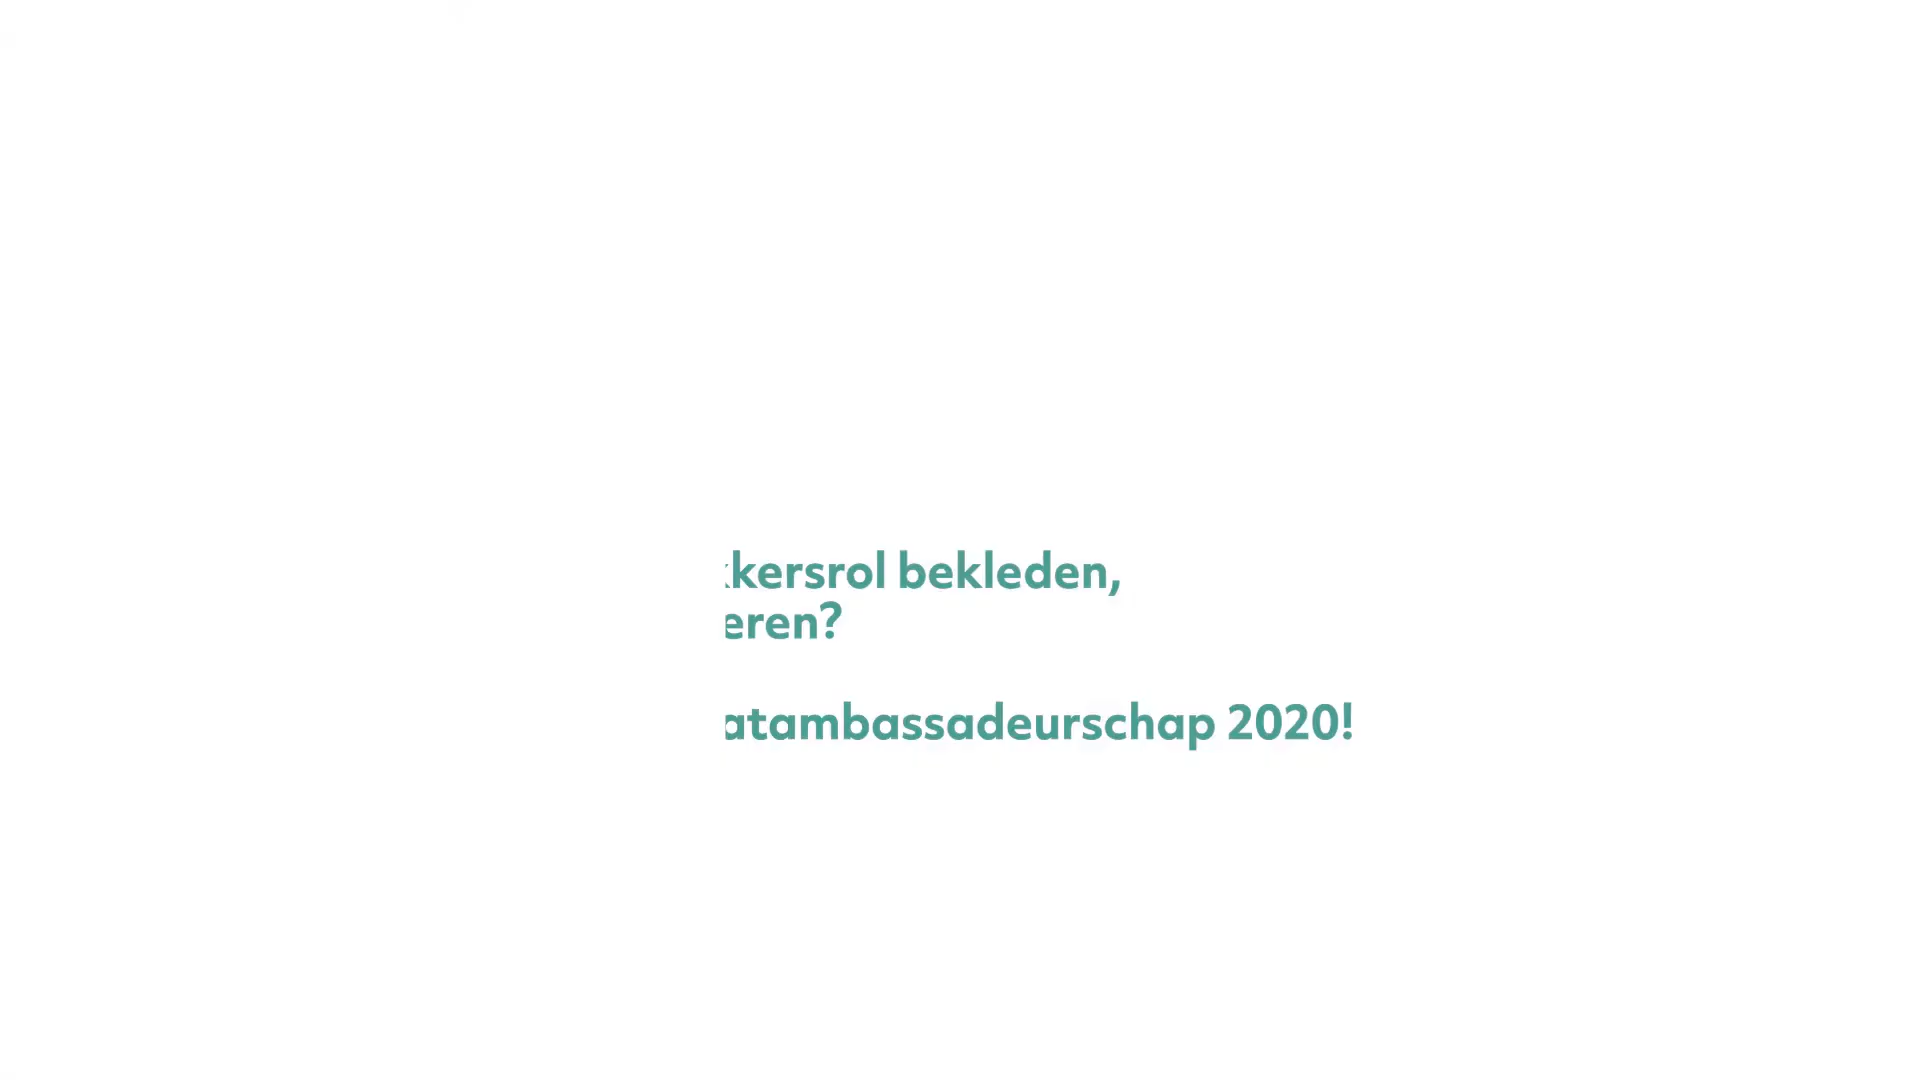 kersrol bekleden,
eren?
atambassadeurschap 2020!